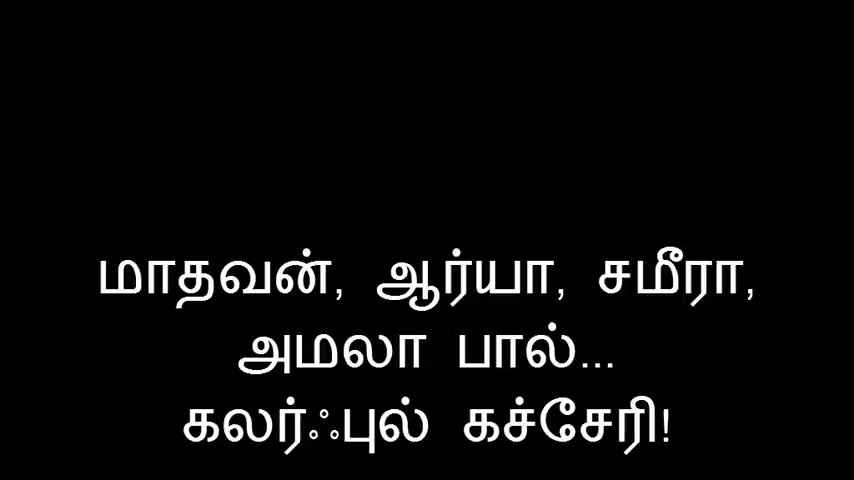 மாதவன், ஆர்யா, சமீரா,
அமலா பால்...
கலர்ஃபுல் கச்சேரி!